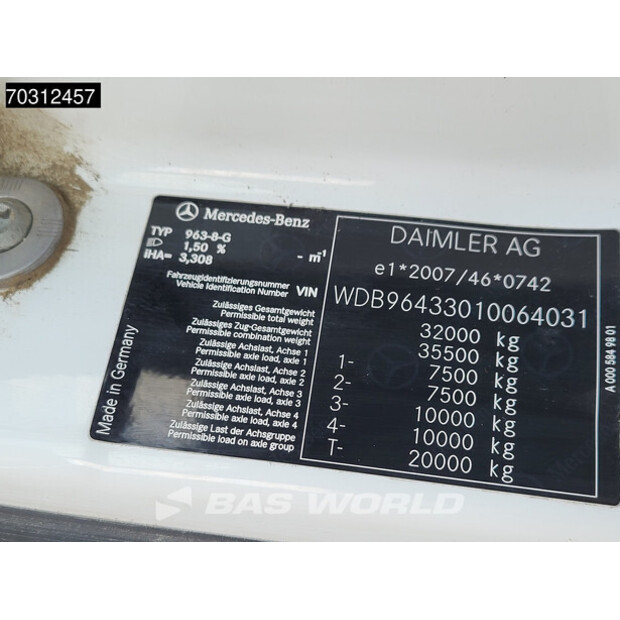 70312457
Mercedes-Benz
TYP 963-8-G
1,50 %
iHA= 3,308 - m⁻¹
Fahrzeugidentifizierungsnummer
Vehicle Identification Number VIN
Zulässiges Gesamtgewicht
Permissible total weight
Zulässiges Zug-Gesamtgewicht
Permissible combination weight
Zulässige Achslast, Achse 1
Permissible axle load, axle 1
Zulässige Achslast, Achse 2
Permissible axle load, axle 2
Zulässige Achslast, Achse 3
Permissible axle load, axle 3
Zulässige Achslast, Achse 4
Permissible axle load, axle 4
Zulässige Last der Achsgruppe
Permissible load on axle group
Made in Germany
DAIMLER AG
e1*2007/46*0742
WDB96433010064031
32000 kg
35500 kg
1- 7500 kg
2- 7500 kg
3- 10000 kg
4- 10000 kg
T- 20000 kg
A 000 584 98 01
BAS WORLD